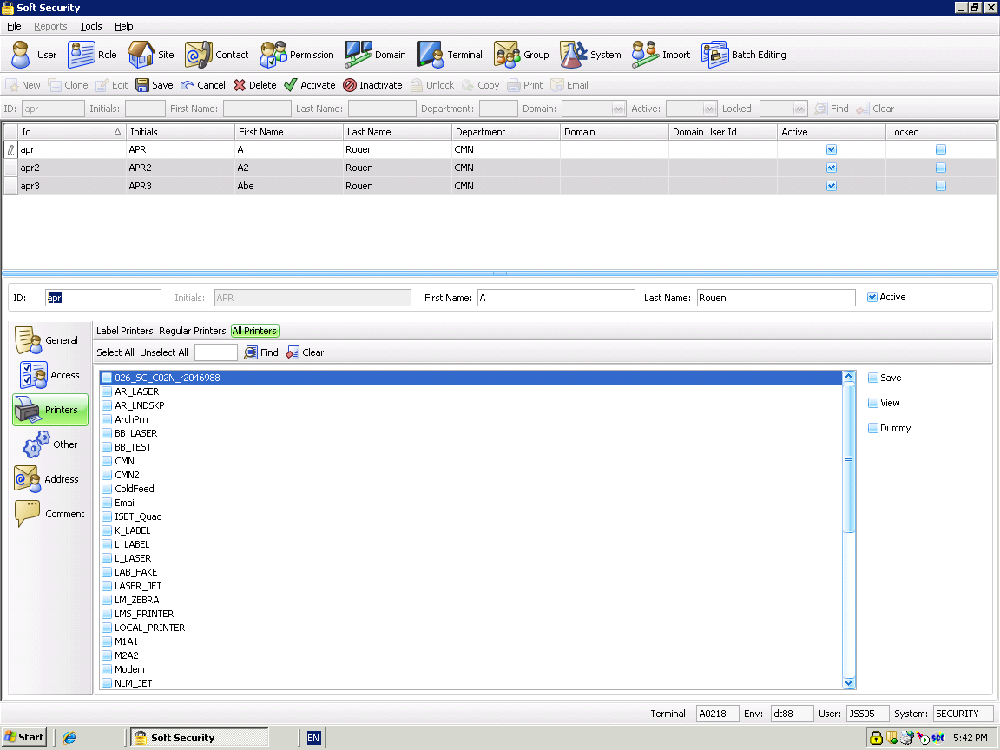 Soft Security
File Reports Tools Help
User Role Site Contact Permission Domain Terminal Group System Import Batch Editing
New Clone Edit Save Cancel Delete Activate Inactivate Unlock Copy Print Email
ID: apr Initials: First Name: Last Name: Department: Domain: Active: Locked: Find Clear
Id Initials First Name Last Name Department Domain Domain User Id Active Locked
apr APR A Rouen CMN
apr2 APR2 A2 Rouen CMN
apr3 APR3 Abe Rouen CMN
ID: apr Initials: APR First Name: A Last Name: Rouen Active
General
Access
Printers
Other
Address
Comment
Label Printers Regular Printers All Printers
Select All Unselect All Find Clear
026_SC_C02N_r2046988
AR_LASER
AR_LNDSKP
ArchPrn
BB_LASER
BB_TEST
CMN
CMN2
ColdFeed
Email
ISBT_Quad
K_LABEL
L_LABEL
L_LASER
LAB_FAKE
LASER_JET
LM_ZEBRA
LMS_PRINTER
LOCAL_PRINTER
M1A1
M2A2
Modem
NLM_JET
Save
View
Dummy
Terminal: A0218 Env: dt88 User: JSS05 System: SECURITY
Start Soft Security EN scc 5:42 PM